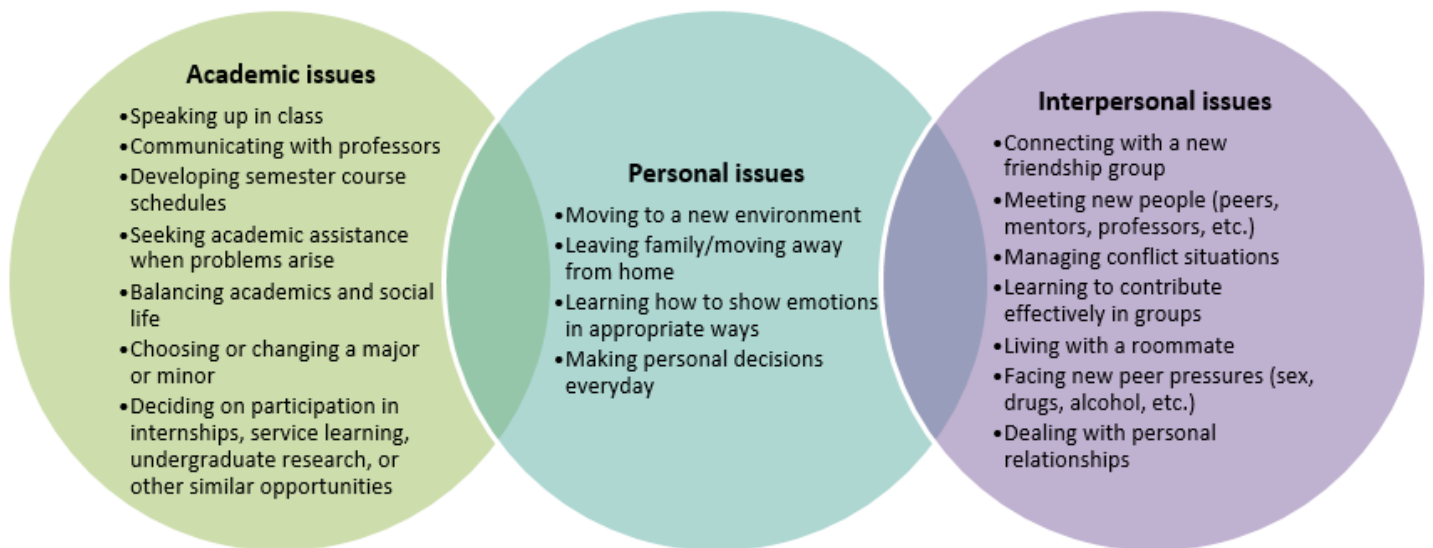 Academic issues
•Speaking up in class
•Communicating with professors
•Developing semester course
schedules
•Seeking academic assistance
when problems arise
•Balancing academics and social
life
•Choosing or changing a major
or minor
•Deciding on participation in
internships, service learning,
undergraduate research, or
other similar opportunities
Personal issues
•Moving to a new environment
•Leaving family/moving away
from home
•Learning how to show emotions
in appropriate ways
•Making personal decisions
everyday
Interpersonal issues
•Connecting with a new
friendship group
•Meeting new people (peers,
mentors, professors, etc.)
•Managing conflict situations
•Learning to contribute
effectively in groups
•Living with a roommate
•Facing new peer pressures (sex,
drugs, alcohol, etc.)
•Dealing with personal
relationships